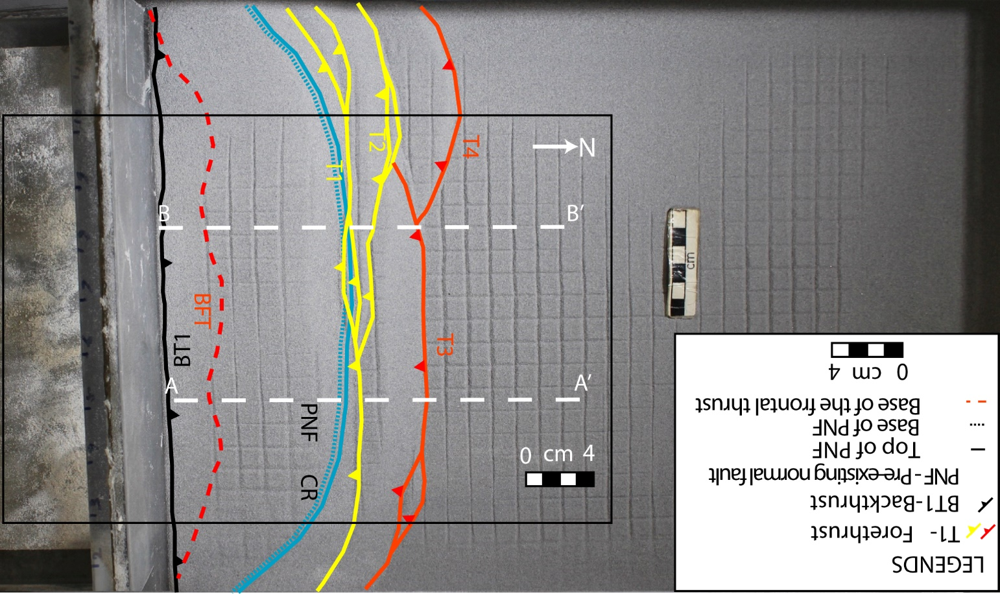 T4
T2
N
T1
B
B′
cm
BFT
BT1
T3
A
A′
PNF
CR
0 cm 4
LEGENDS
T1- Forethrust
BT1-Backthrust
PNF-Pre-existing normal fault
Top of PNF
Base of PNF
Base of the frontal thrust
0 cm 4